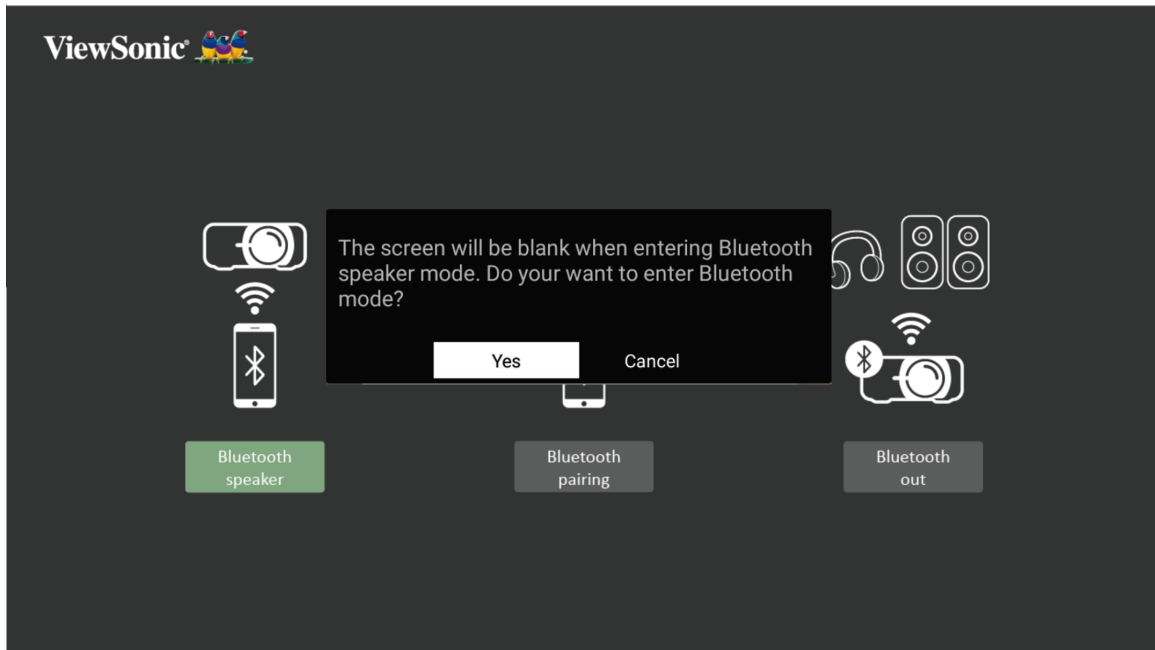 ViewSonic®
The screen will be blank when entering Bluetooth
speaker mode. Do your want to enter Bluetooth
mode?
Yes
Cancel
Bluetooth
speaker
Bluetooth
pairing
Bluetooth
out